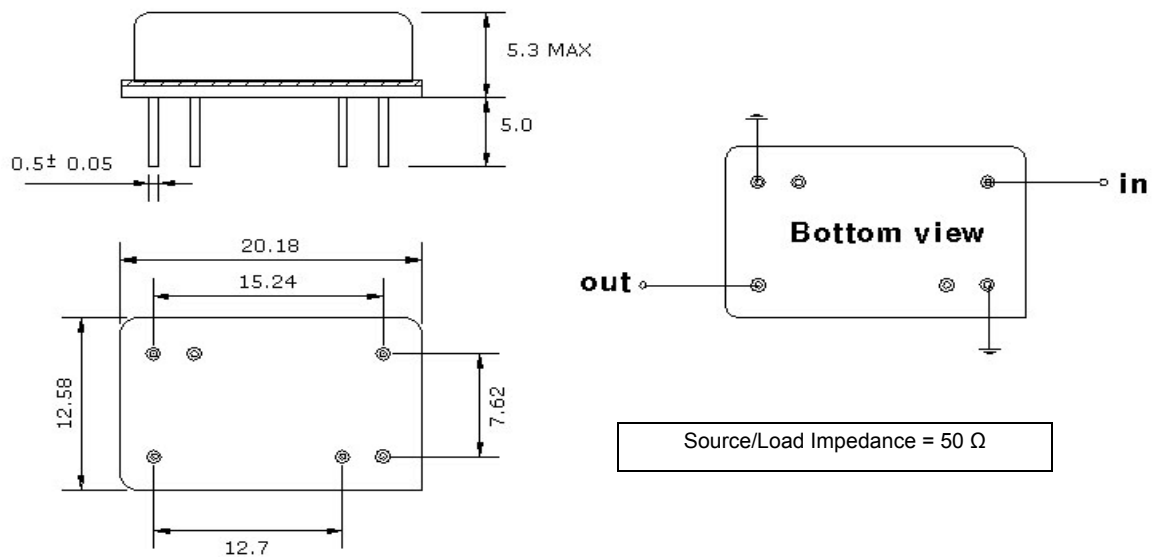 5.3 MAX
5.0
0.5± 0.05
20.18
15.24
12.58
7.62
12.7
in
Bottom view
out
Source/Load Impedance = 50 Ω